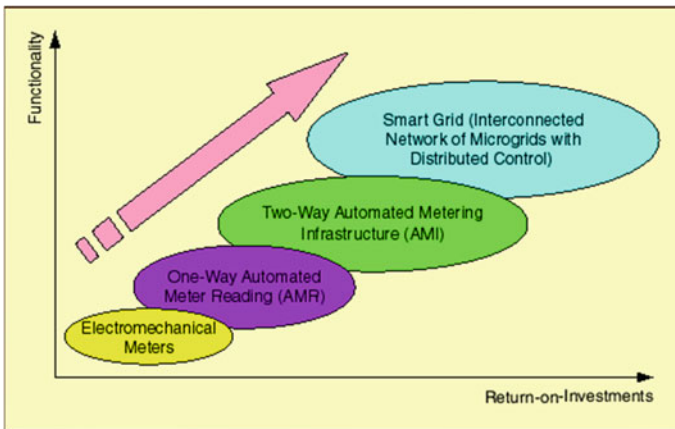 Functionality
Smart Grid (Interconnected
Network of Microgrids with
Distributed Control)
Two-Way Automated Metering
Infrastructure (AMI)
One-Way Automated
Meter Reading (AMR)
Electromechanical
Meters
Return-on-Investments